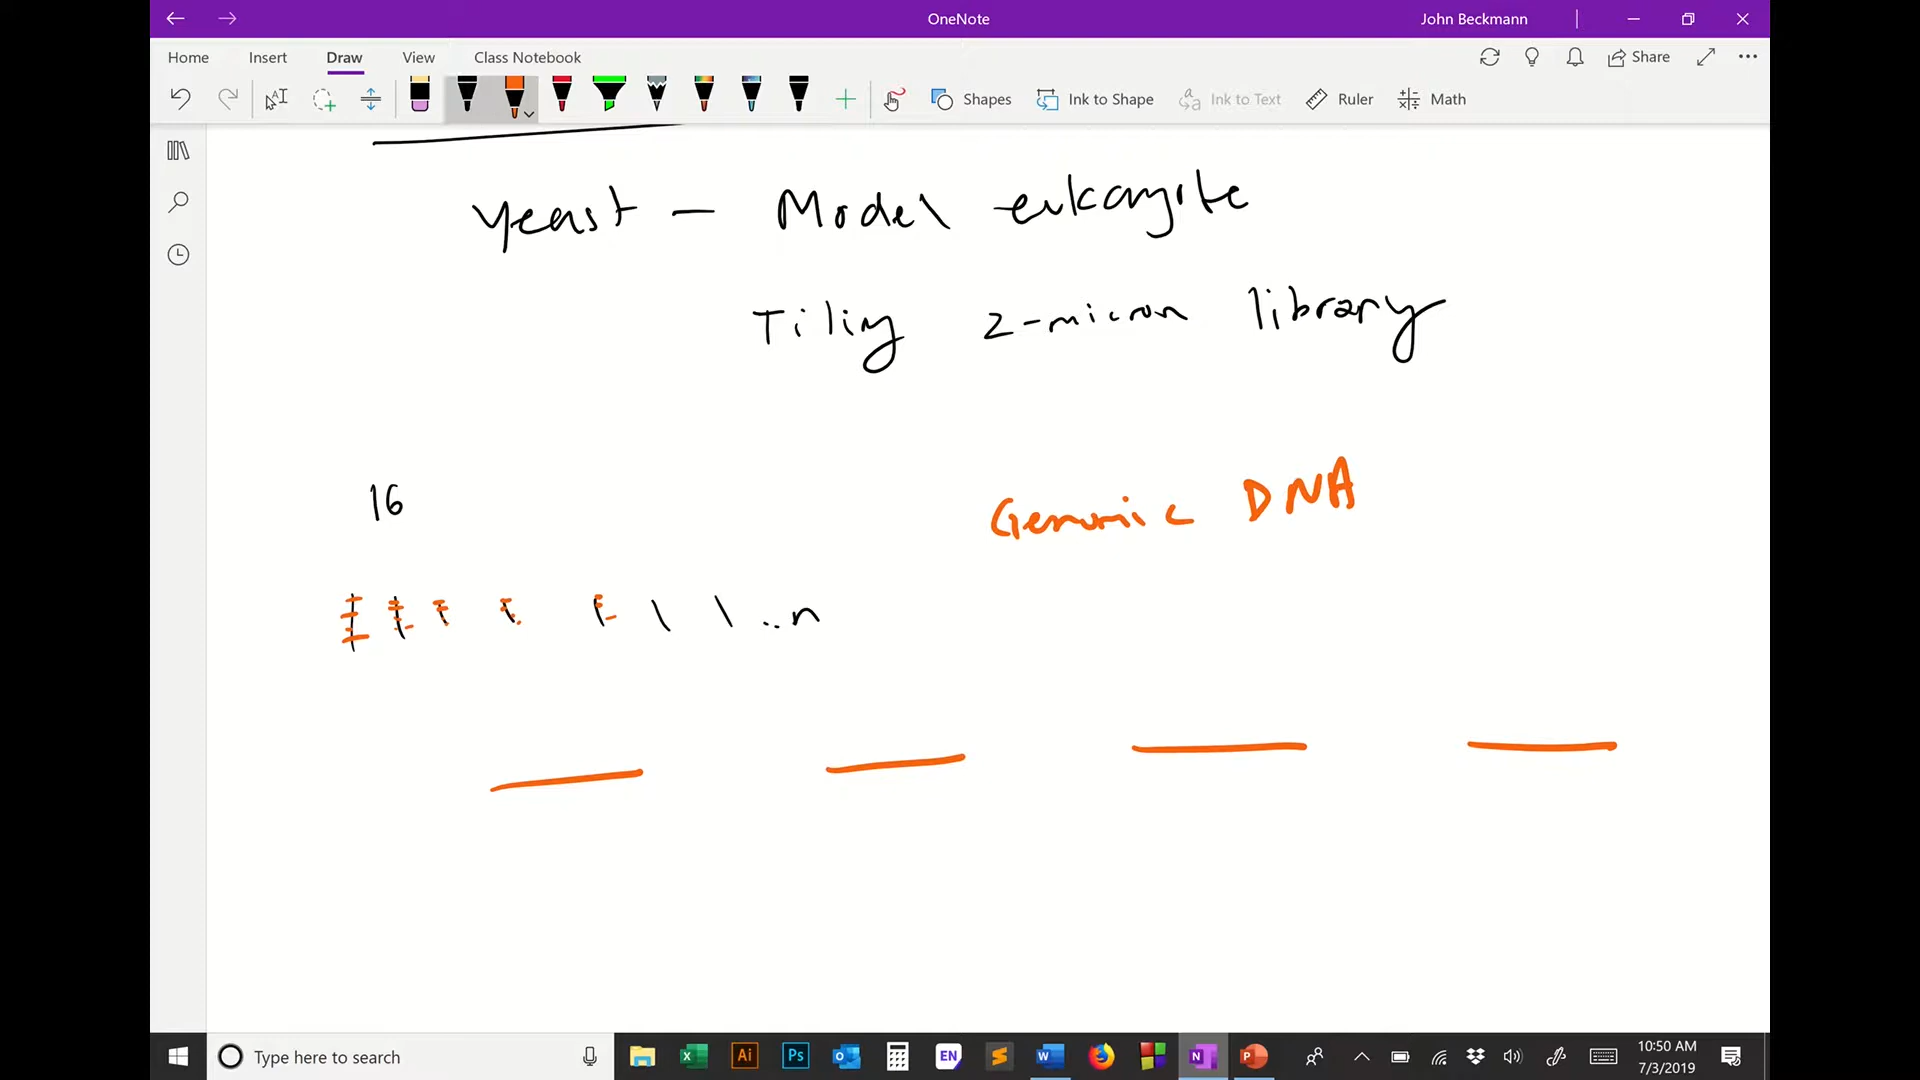 OneNote
John Beckmann
Home Insert Draw View Class Notebook
Share
Shapes Ink to Shape Ink to Text Ruler Math
yeast - Model eukaryote
Tiling 2-micron library
16
Genomic DNA
..n
Type here to search
10:50 AM
7/3/2019